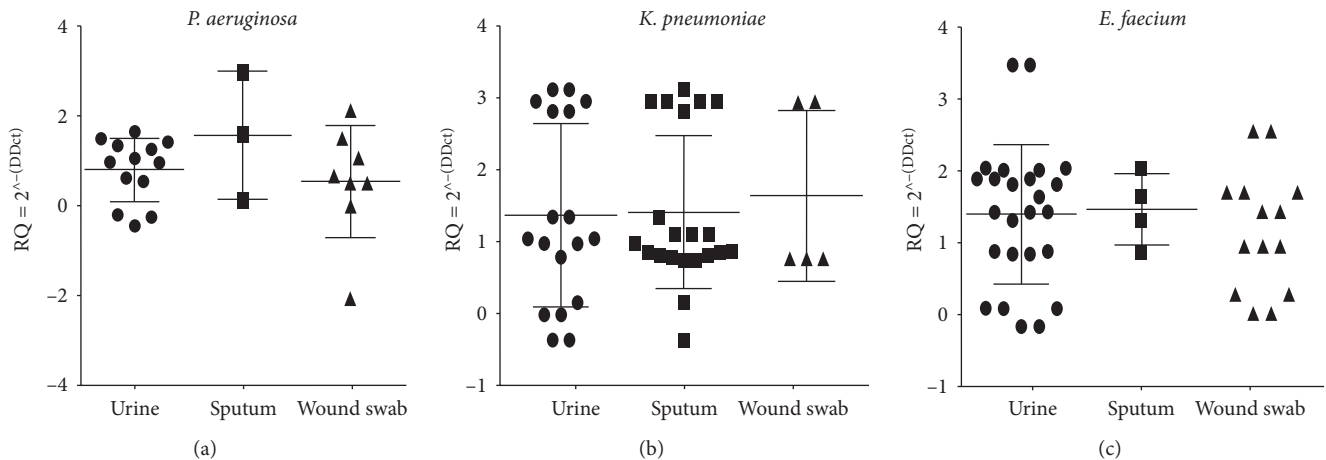 P. aeruginosa
4
2
0
−2
−4
RQ = 2^−(DDct)
Urine
Sputum
Wound swab
(a)
K. pneumoniae
4
3
2
1
0
−1
RQ = 2^−(DDct)
Urine
Sputum
Wound swab
(b)
E. faecium
4
3
2
1
0
−1
RQ = 2^−(DDct)
Urine
Sputum
Wound swab
(c)